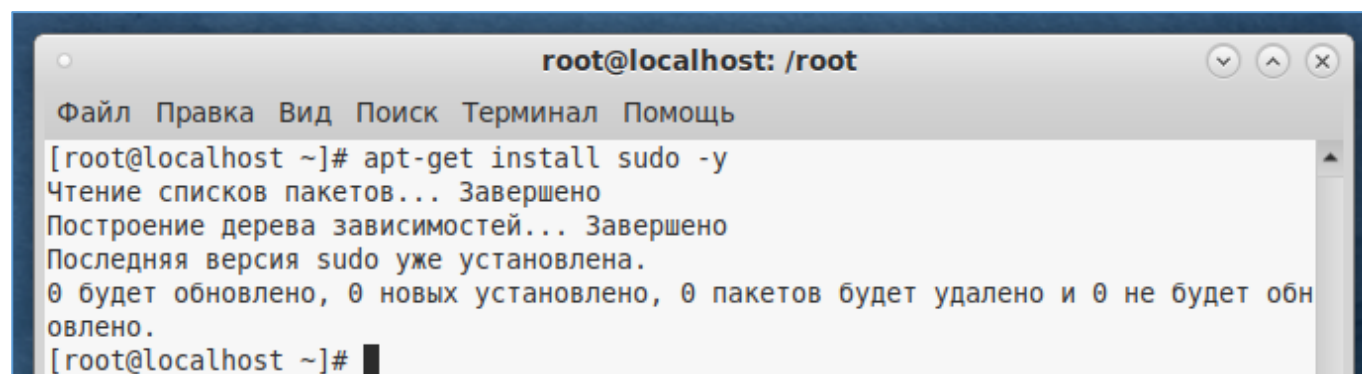 root@localhost: /root
Файл Правка Вид Поиск Терминал Помощь
[root@localhost ~]# apt-get install sudo -y
Чтение списков пакетов... Завершено
Построение дерева зависимостей... Завершено
Последняя версия sudo уже установлена.
0 будет обновлено, 0 новых установлено, 0 пакетов будет удалено и 0 не будет обн
овлено.
[root@localhost ~]#